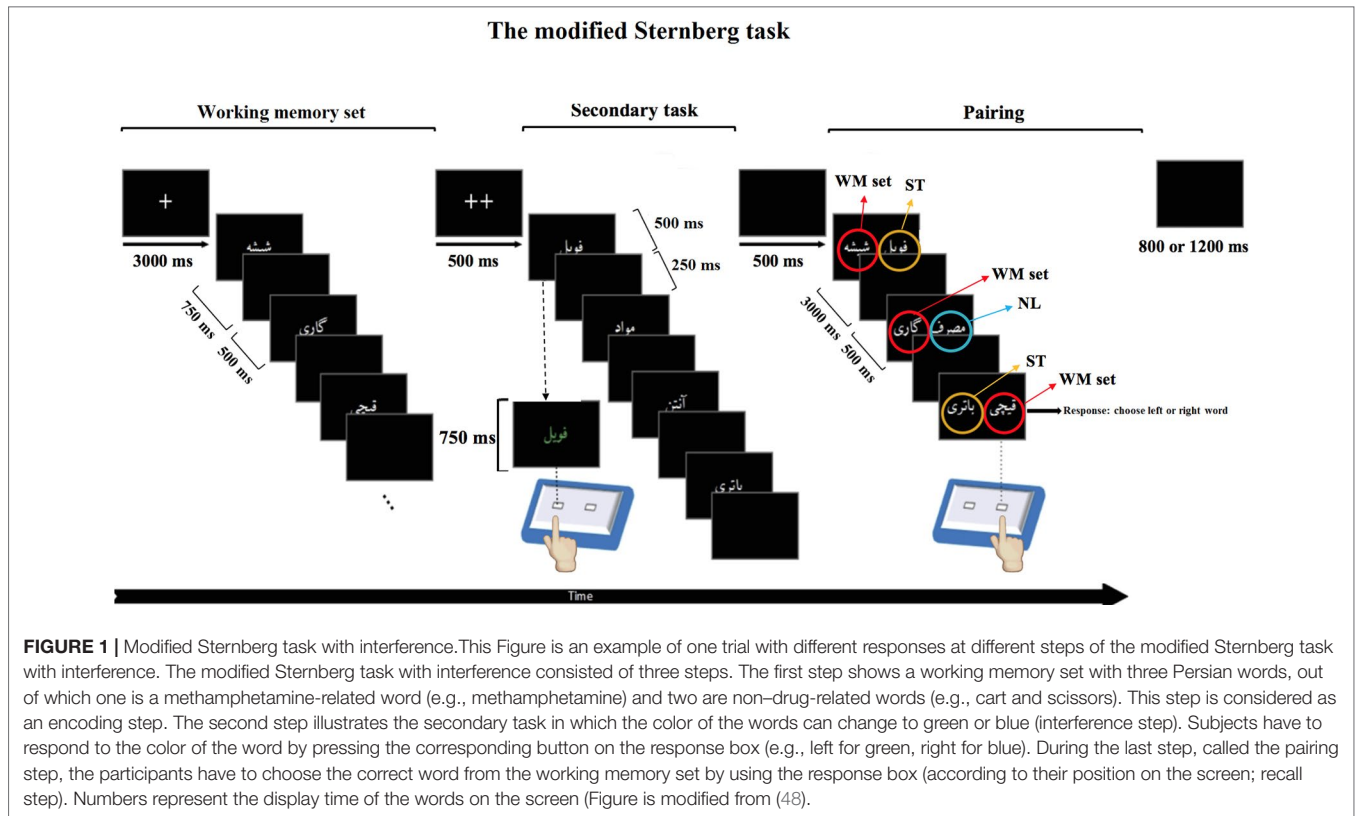 The modified Sternberg task
Working memory set
Secondary task
Pairing
+
3000 ms
شیشه
گاری
قیچی
750 ms
500 ms
...
++
500 ms
فویل
مواد
آنتن
باتری
500 ms
250 ms
فویل
750 ms
500 ms
WM set
ST
شیشه فویل
WM set
NL
گاری مصرف
ST
WM set
باتری قیچی
3000 ms
500 ms
Response: choose left or right word
800 or 1200 ms
Time
FIGURE 1 | Modified Sternberg task with interference.This Figure is an example of one trial with different responses at different steps of the modified Sternberg task
with interference. The modified Sternberg task with interference consisted of three steps. The first step shows a working memory set with three Persian words, out
of which one is a methamphetamine-related word (e.g., methamphetamine) and two are non–drug-related words (e.g., cart and scissors). This step is considered as
an encoding step. The second step illustrates the secondary task in which the color of the words can change to green or blue (interference step). Subjects have to
respond to the color of the word by pressing the corresponding button on the response box (e.g., left for green, right for blue). During the last step, called the pairing
step, the participants have to choose the correct word from the working memory set by using the response box (according to their position on the screen; recall
step). Numbers represent the display time of the words on the screen (Figure is modified from (48).